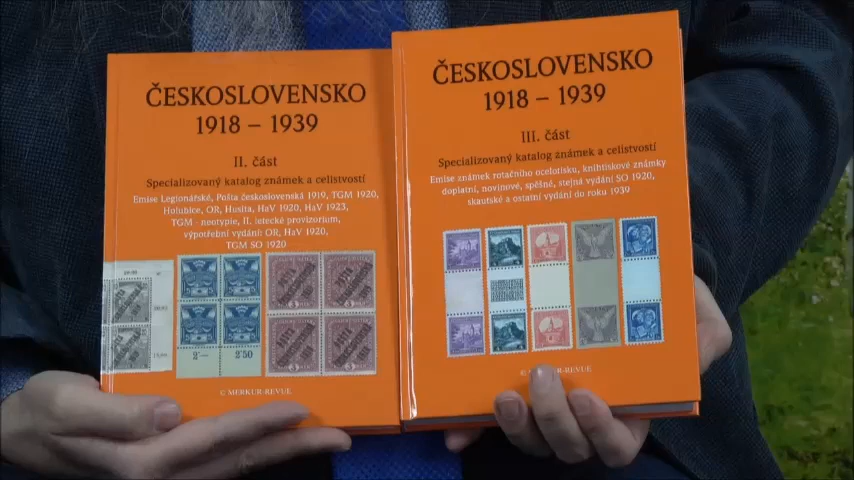 ČESKOSLOVENSKO
1918 – 1939
II. část
Specializovaný katalog známek a celistvostí
Emise Legionářské, Pošta československá 1919, TGM 1920,
Holubice, OR, Husita, HaV 1920, HaV 1923,
TGM - neotypie, II. letecké provizorium,
výpotřební vydání: OR, HaV 1920,
TGM SO 1920
2·— 2·50
© MERKUR-REVUE
ČESKOSLOVENSKO
1918 – 1939
III. část
Specializovaný katalog známek a celistvostí
Emise známek rotačního ocelotisku, knihtiskové známky
doplatní, novinové, spěšné, stejná vydání SO 1920,
skautské a ostatní vydání do roku 1939
MERKUR-REVUE